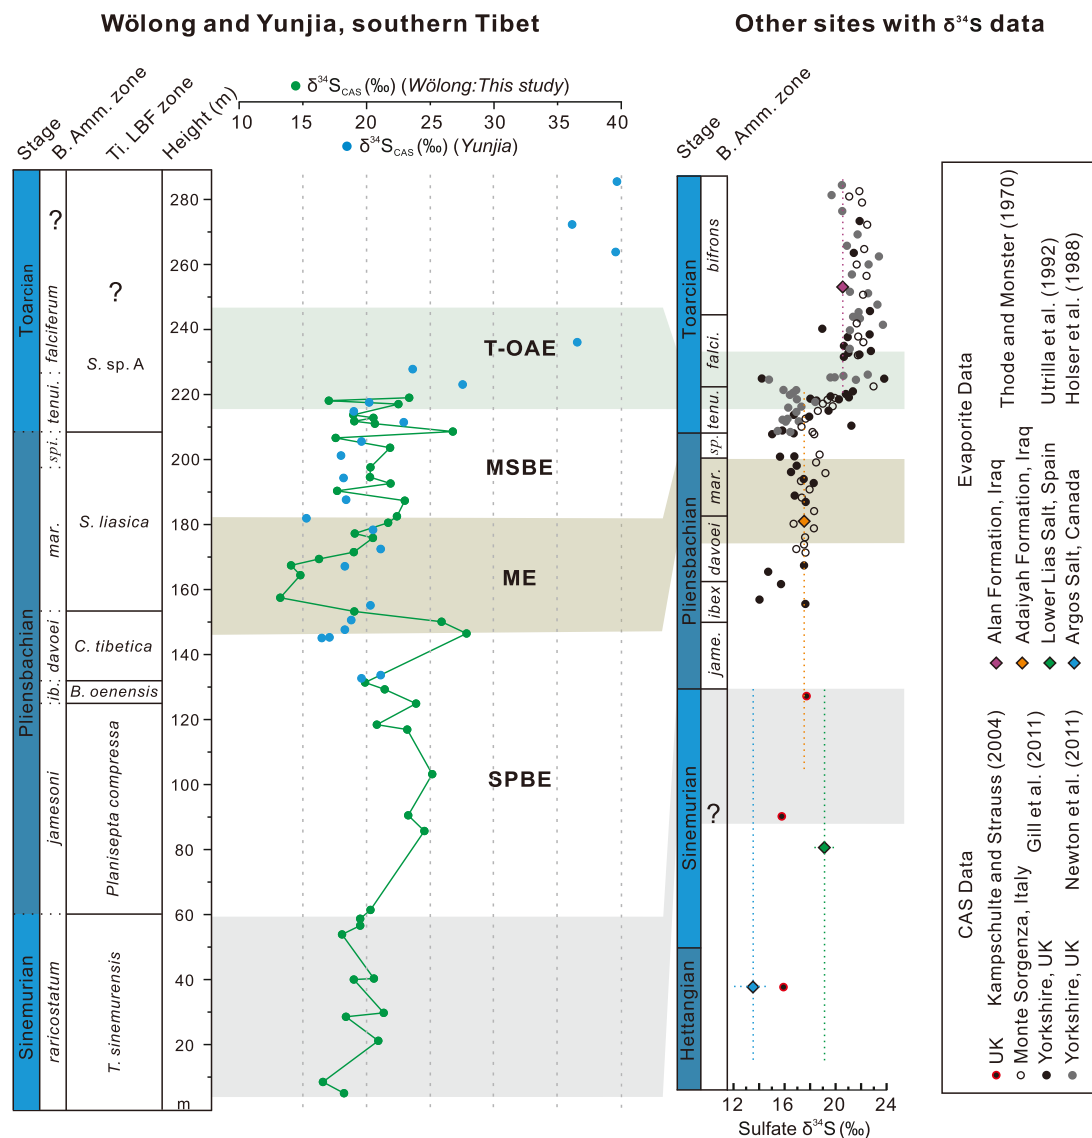 Wölong and Yunjia, southern Tibet
Other sites with δ³⁴S data
Stage
B. Amm. zone
Ti. LBF zone
Height (m)
δ³⁴S_CAS (‰) (Wölong:This study)
10 15 20 25 30 35 40
δ³⁴S_CAS (‰) (Yunjia)
Toarcian
Pliensbachian
Sinemurian
?
falciferum
tenui.
spi.
mar.
davoei
ib.
jamesoni
raricostatum
?
S. sp. A
S. liasica
C. tibetica
B. oenensis
Planisepta compressa
T. sinemurensis
280
260
240
220
200
180
160
140
120
100
80
60
40
20
m
T-OAE
MSBE
ME
SPBE
Stage
B. Amm. zone
Toarcian
Pliensbachian
Sinemurian
Hettangian
bifrons
falci.
tenu.
sp.
mar.
davoei
ibex
jame.
?
12 16 20 24
Sulfate δ³⁴S (‰)
Evaporite Data
Alan Formation, Iraq Thode and Monster (1970)
Adaiyah Formation, Iraq
Lower Lias Salt, Spain Utrilla et al. (1992)
Argos Salt, Canada Holser et al. (1988)
CAS Data
UK Kampschulte and Strauss (2004)
Monte Sorgenza, Italy
Gill et al. (2011)
Yorkshire, UK
Yorkshire, UK Newton et al. (2011)